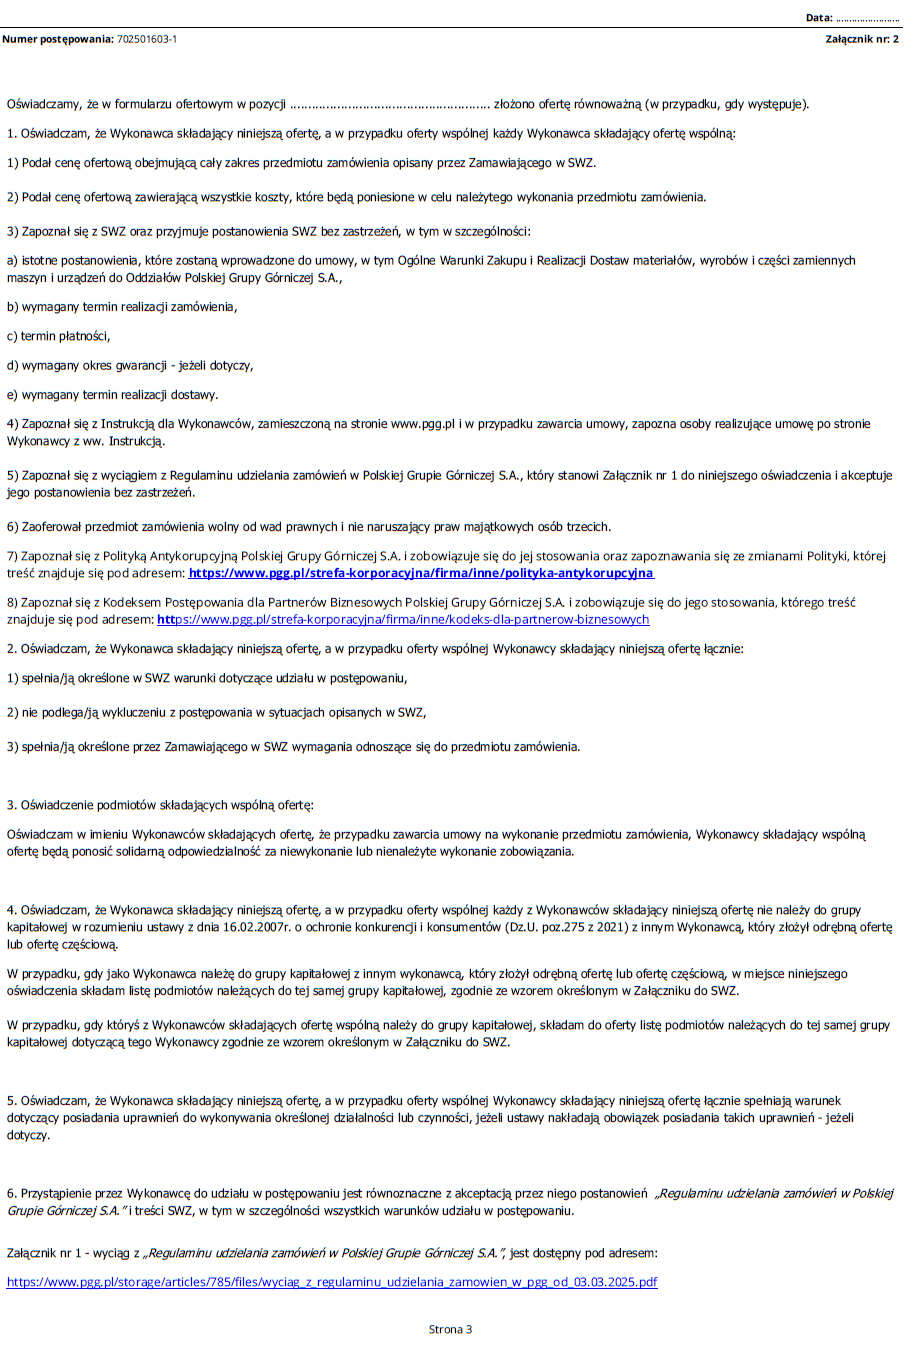 Data: ........................
Numer postępowania: 702501603-1 Załącznik nr: 2
Oświadczamy, że w formularzu ofertowym w pozycji ....................................................... złożono ofertę równoważną (w przypadku, gdy występuje).
1. Oświadczam, że Wykonawca składający niniejszą ofertę, a w przypadku oferty wspólnej każdy Wykonawca składający ofertę wspólną:
1) Podał cenę ofertową obejmującą cały zakres przedmiotu zamówienia opisany przez Zamawiającego w SWZ.
2) Podał cenę ofertową zawierającą wszystkie koszty, które będą poniesione w celu należytego wykonania przedmiotu zamówienia.
3) Zapoznał się z SWZ oraz przyjmuje postanowienia SWZ bez zastrzeżeń, w tym w szczególności:
a) istotne postanowienia, które zostaną wprowadzone do umowy, w tym Ogólne Warunki Zakupu i Realizacji Dostaw materiałów, wyrobów i części zamiennych
maszyn i urządzeń do Oddziałów Polskiej Grupy Górniczej S.A.,
b) wymagany termin realizacji zamówienia,
c) termin płatności,
d) wymagany okres gwarancji - jeżeli dotyczy,
e) wymagany termin realizacji dostawy.
4) Zapoznał się z Instrukcją dla Wykonawców, zamieszczoną na stronie www.pgg.pl i w przypadku zawarcia umowy, zapozna osoby realizujące umowę po stronie
Wykonawcy z ww. Instrukcją.
5) Zapoznał się z wyciągiem z Regulaminu udzielania zamówień w Polskiej Grupie Górniczej S.A., który stanowi Załącznik nr 1 do niniejszego oświadczenia i akceptuje
jego postanowienia bez zastrzeżeń.
6) Zaoferował przedmiot zamówienia wolny od wad prawnych i nie naruszający praw majątkowych osób trzecich.
7) Zapoznał się z Polityką Antykorupcyjną Polskiej Grupy Górniczej S.A. i zobowiązuje się do jej stosowania oraz zapoznawania się ze zmianami Polityki, której
treść znajduje się pod adresem: https://www.pgg.pl/strefa-korporacyjna/firma/inne/polityka-antykorupcyjna
8) Zapoznał się z Kodeksem Postępowania dla Partnerów Biznesowych Polskiej Grupy Górniczej S.A. i zobowiązuje się do jego stosowania, którego treść
znajduje się pod adresem: https://www.pgg.pl/strefa-korporacyjna/firma/inne/kodeks-dla-partnerow-biznesowych
2. Oświadczam, że Wykonawca składający niniejszą ofertę, a w przypadku oferty wspólnej Wykonawcy składający niniejszą ofertę łącznie:
1) spełnia/ją określone w SWZ warunki dotyczące udziału w postępowaniu,
2) nie podlega/ją wykluczeniu z postępowania w sytuacjach opisanych w SWZ,
3) spełnia/ją określone przez Zamawiającego w SWZ wymagania odnoszące się do przedmiotu zamówienia.
3. Oświadczenie podmiotów składających wspólną ofertę:
Oświadczam w imieniu Wykonawców składających ofertę, że przypadku zawarcia umowy na wykonanie przedmiotu zamówienia, Wykonawcy składający wspólną
ofertę będą ponosić solidarną odpowiedzialność za niewykonanie lub nienależyte wykonanie zobowiązania.
4. Oświadczam, że Wykonawca składający niniejszą ofertę, a w przypadku oferty wspólnej każdy z Wykonawców składający niniejszą ofertę nie należy do grupy
kapitałowej w rozumieniu ustawy z dnia 16.02.2007r. o ochronie konkurencji i konsumentów (Dz.U. poz.275 z 2021) z innym Wykonawcą, który złożył odrębną ofertę
lub ofertę częściową.
W przypadku, gdy jako Wykonawca należę do grupy kapitałowej z innym wykonawcą, który złożył odrębną ofertę lub ofertę częściową, w miejsce niniejszego
oświadczenia składam listę podmiotów należących do tej samej grupy kapitałowej, zgodnie ze wzorem określonym w Załączniku do SWZ.
W przypadku, gdy któryś z Wykonawców składających ofertę wspólną należy do grupy kapitałowej, składam do oferty listę podmiotów należących do tej samej grupy
kapitałowej dotyczącą tego Wykonawcy zgodnie ze wzorem określonym w Załączniku do SWZ.
5. Oświadczam, że Wykonawca składający niniejszą ofertę, a w przypadku oferty wspólnej Wykonawcy składający niniejszą ofertę łącznie spełniają warunek
dotyczący posiadania uprawnień do wykonywania określonej działalności lub czynności, jeżeli ustawy nakładają obowiązek posiadania takich uprawnień - jeżeli
dotyczy.
6. Przystąpienie przez Wykonawcę do udziału w postępowaniu jest równoznaczne z akceptacją przez niego postanowień „Regulaminu udzielania zamówień w Polskiej
Grupie Górniczej S.A.” i treści SWZ, w tym w szczególności wszystkich warunków udziału w postępowaniu.
Załącznik nr 1 - wyciąg z „Regulaminu udzielania zamówień w Polskiej Grupie Górniczej S.A.”, jest dostępny pod adresem:
https://www.pgg.pl/storage/articles/785/files/wyciag_z_regulaminu_udzielania_zamowien_w_pgg_od_03.03.2025.pdf
Strona 3